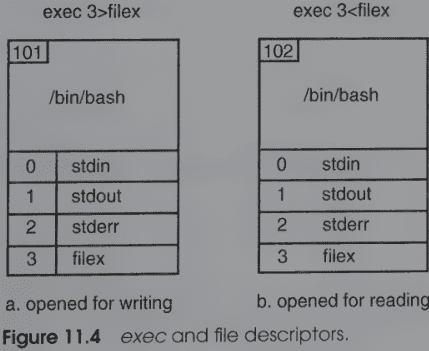 exec 3>filex
101
/bin/bash
0 stdin
1 stdout
2 stderr
3 filex
a. opened for writing
exec 3<filex
102
/bin/bash
0 stdin
1 stdout
2 stderr
3 filex
b. opened for reading
Figure 11.4 exec and file descriptors.